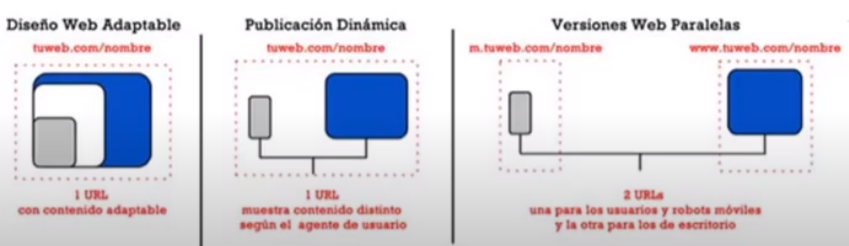 Diseño Web Adaptable
tuweb.com/nombre
1 URL
con contenido adaptable
Publicación Dinámica
tuweb.com/nombre
1 URL
muestra contenido distinto
según el agente de usuario
Versiones Web Paralelas
m.tuweb.com/nombre
www.tuweb.com/nombre
2 URLs
una para los usuarios y robots móviles
y la otra para los de escritorio